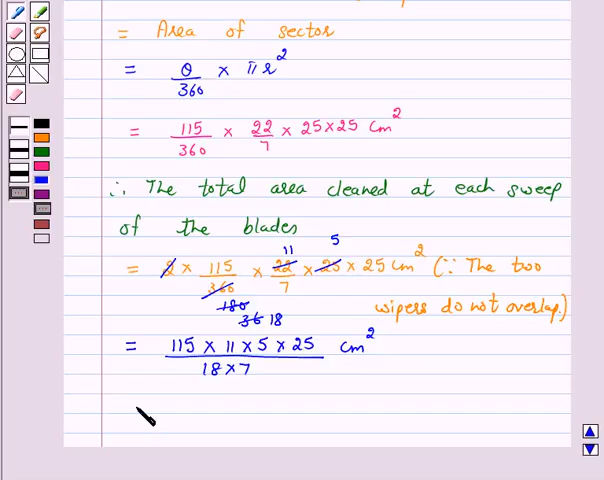 = Area of sector
= θ/360 × πr²
= 115/360 × 22/7 × 25×25 cm²
∴ The total area cleaned at each sweep
of the blades
11 5
= 2 × 115/360 × 22/7 × 25 × 25 cm² (∵ The two
180
wipers do not overlap.)
36 18
= 115 × 11 × 5 × 25 / 18 × 7 cm²